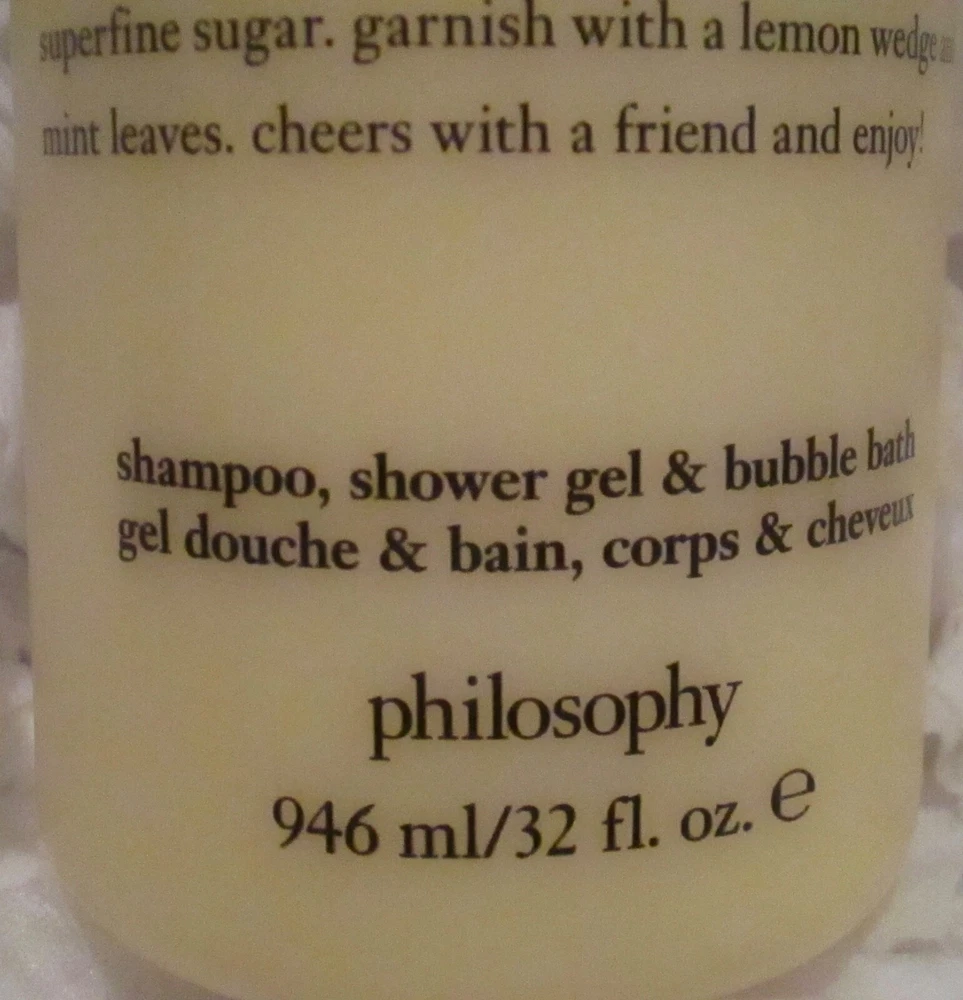 superfine sugar. garnish with a lemon wedge
mint leaves. cheers with a friend and enjoy!
shampoo, shower gel & bubble bath
gel douche & bain, corps & cheveux
philosophy
946 ml/32 fl. oz. e